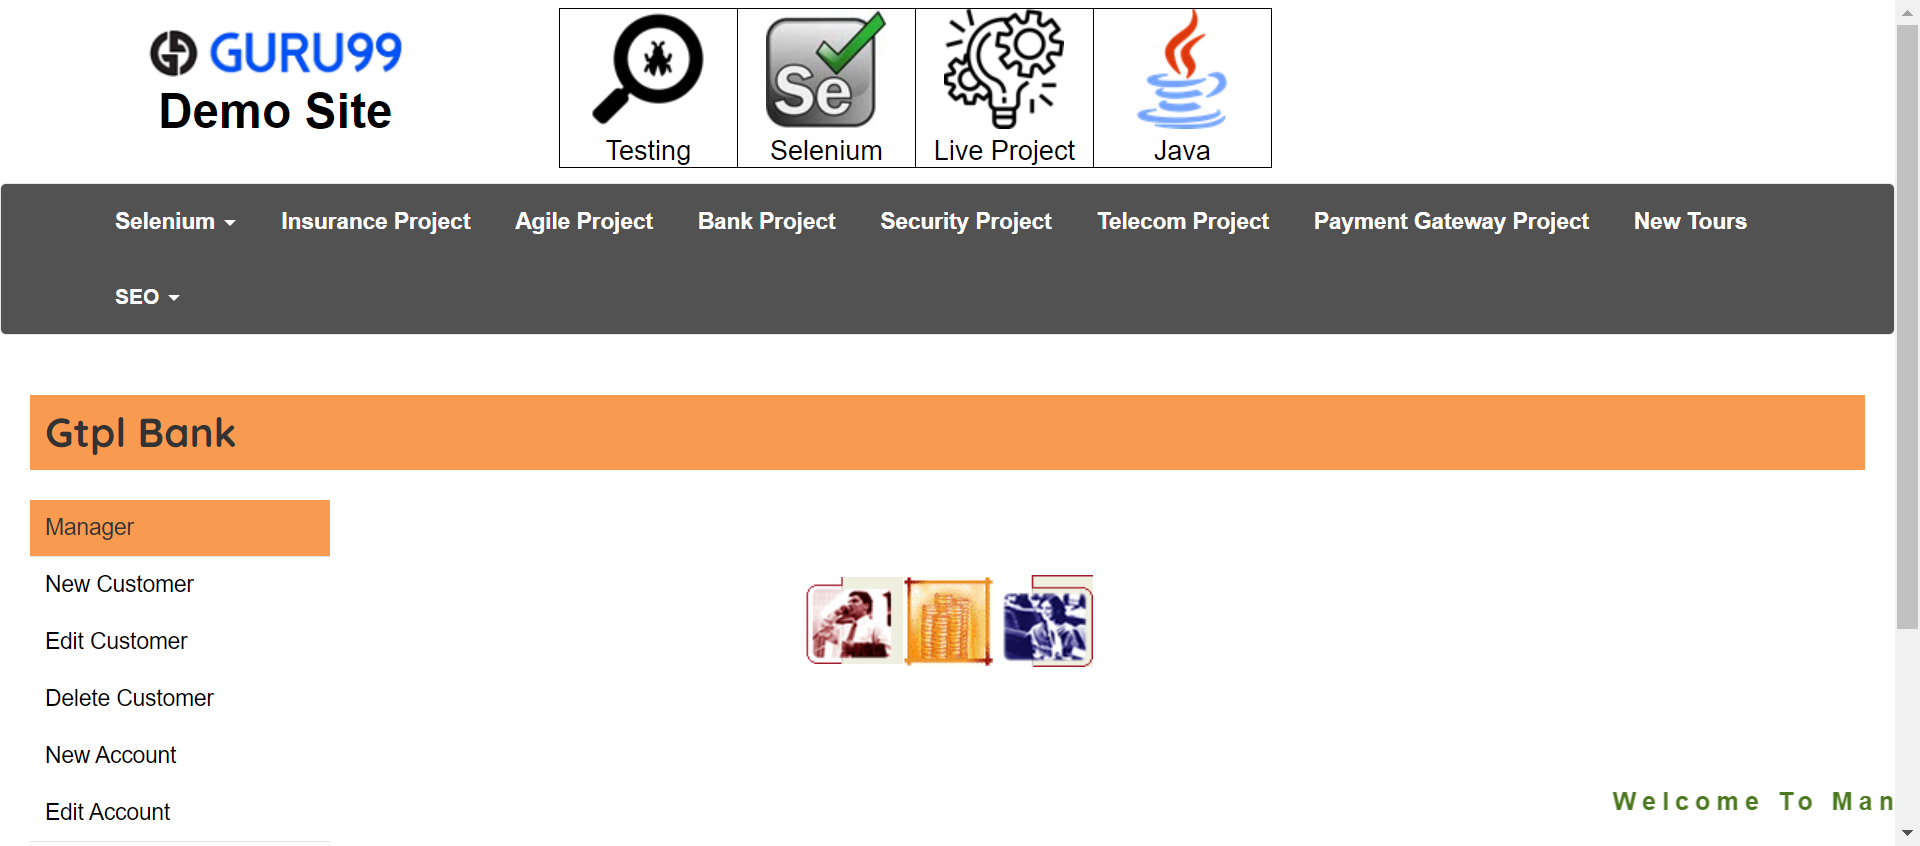 GURU99
Demo Site
Testing
Selenium
Live Project
Java
Selenium
Insurance Project
Agile Project
Bank Project
Security Project
Telecom Project
Payment Gateway Project
New Tours
SEO
Gtpl Bank
Manager
New Customer
Edit Customer
Delete Customer
New Account
Edit Account
Welcome To Man